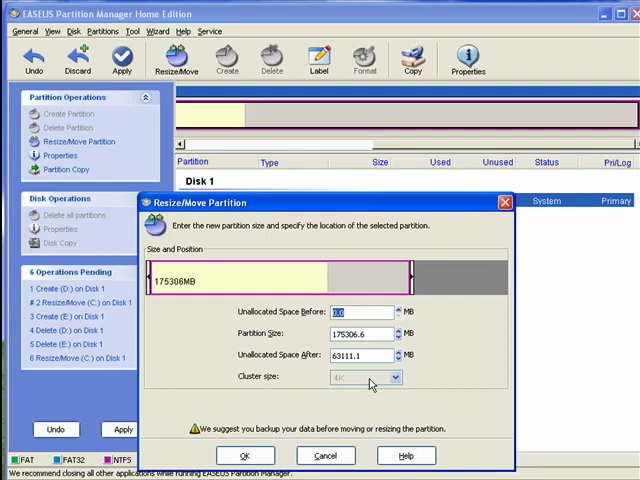 EASEUS Partition Manager Home Edition
General View Disk Partitions Tool Wizard Help Service
Undo Discard Apply Resize/Move Create Delete Label Format Copy Properties
Partition Operations
Create Partition
Delete Partition
Resize/Move Partition
Properties
Partition Copy
Partition Type Size Used Unused Status Pri/Log
Disk 1
System Primary
Disk Operations
Delete all partitions
Properties
Disk Copy
6 Operations Pending
1 Create (D:) on Disk 1
# 2 Resize/Move (C:) on Disk 1
3 Create (E:) on Disk 1
4 Delete (D:) on Disk 1
5 Delete (E:) on Disk 1
6 Resize/Move (C:) on Disk 1
Undo Apply
Resize/Move Partition
Enter the new partition size and specify the location of the selected partition.
Size and Position
175306MB
Unallocated Space Before: 0.0 MB
Partition Size: 175306.6 MB
Unallocated Space After: 63111.1 MB
Cluster size: 4K
We suggest you backup your data before moving or resizing the partition.
OK Cancel Help
FAT FAT32 NTFS
We recommend closing all other applications while running EASEUS Partition Manager.